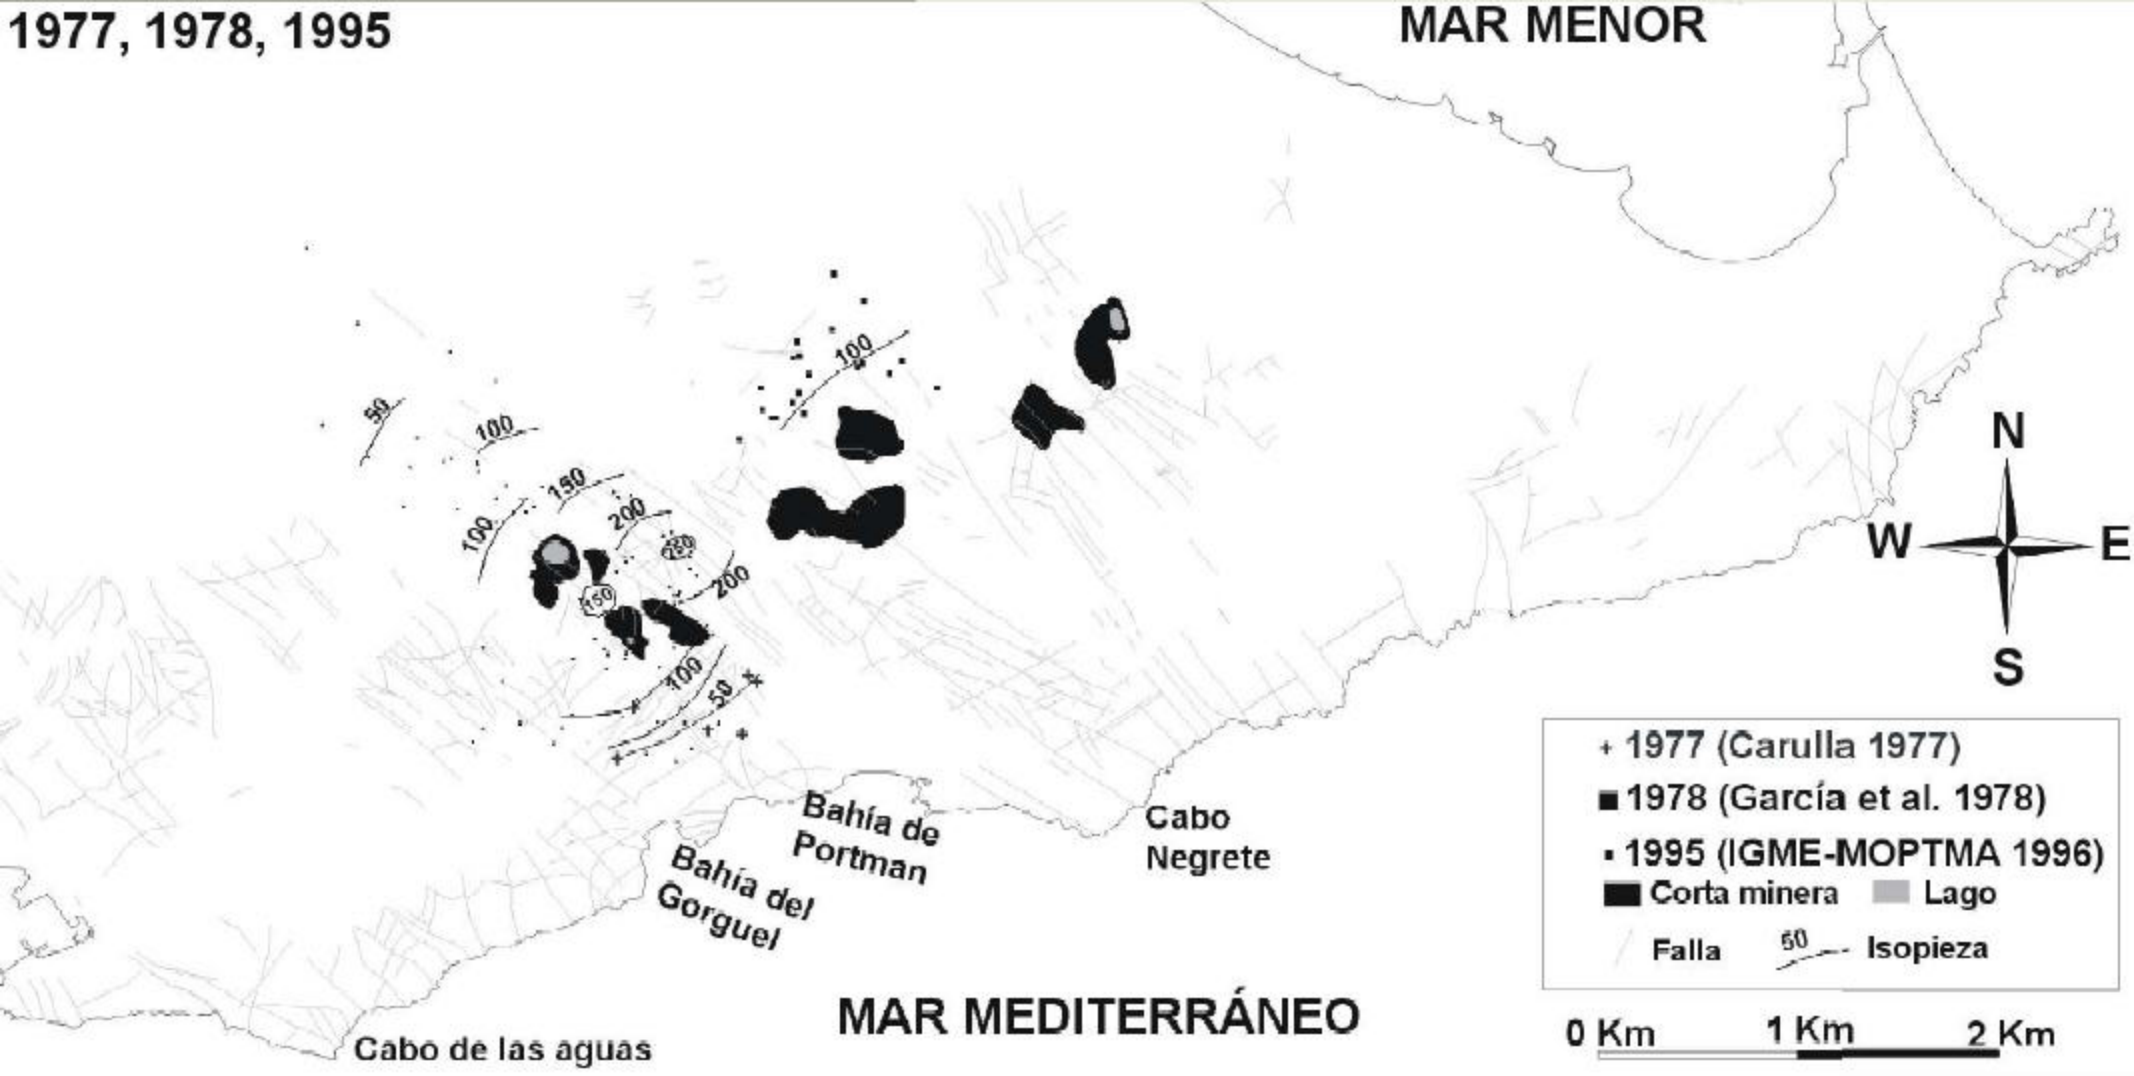 1977, 1978, 1995
MAR MENOR
100
50
100
150
200
100
250
200
150
100
50
N
W
E
S
Bahía de
Portman
Bahía del
Gorguel
Cabo
Negrete
+ 1977 (Carulla 1977)
1978 (García et al. 1978)
1995 (IGME-MOPTMA 1996)
Corta minera
Lago
Falla
50
Isopieza
MAR MEDITERRÁNEO
0 Km
1 Km
2 Km
Cabo de las aguas